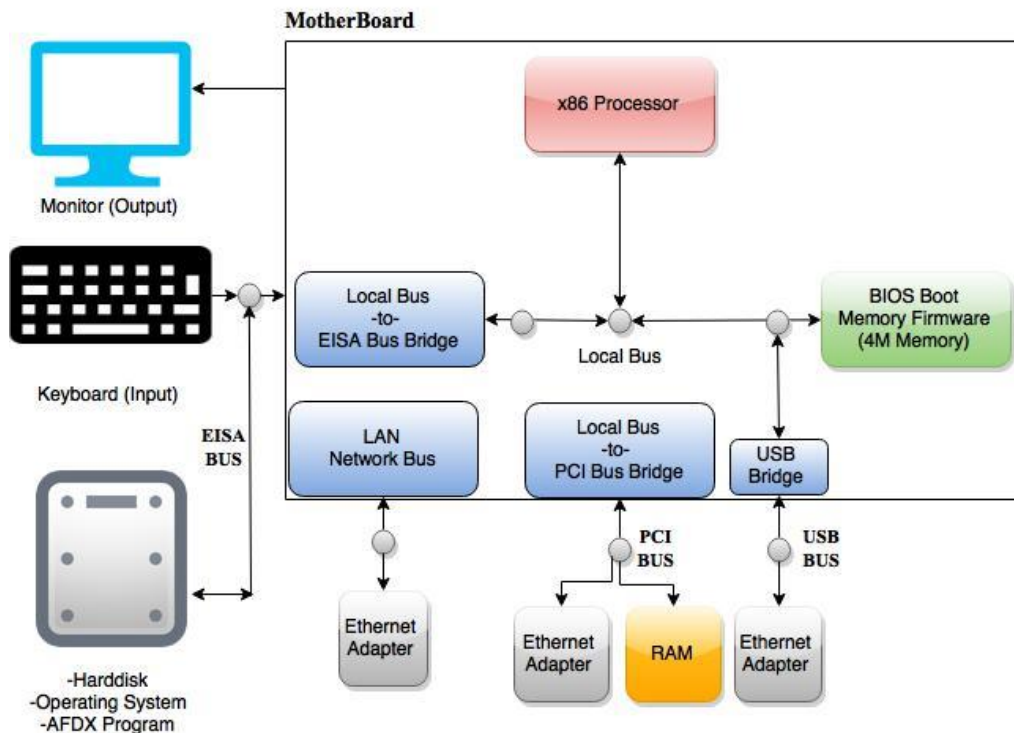 MotherBoard
x86 Processor
Monitor (Output)
Local Bus
-to-
EISA Bus Bridge
Local Bus
BIOS Boot
Memory Firmware
(4M Memory)
Keyboard (Input)
EISA
BUS
LAN
Network Bus
Local Bus
-to-
PCI Bus Bridge
USB
Bridge
PCI
BUS
USB
BUS
Ethernet
Adapter
Ethernet
Adapter
RAM
Ethernet
Adapter
-Harddisk
-Operating System
-AFDX Program